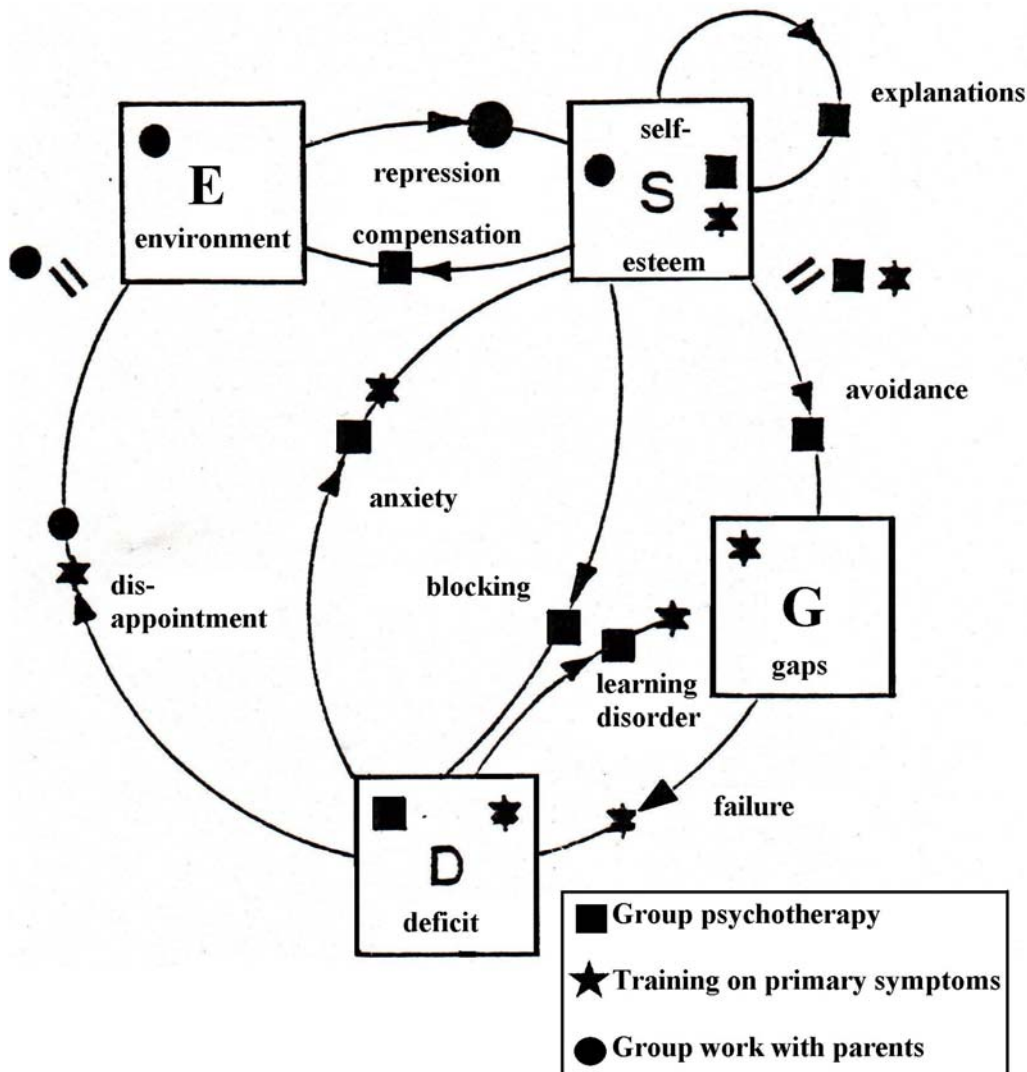 explanations
self-
S
esteem
E
environment
repression
compensation
avoidance
anxiety
dis-
appointment
blocking
learning
disorder
G
gaps
failure
D
deficit
Group psychotherapy
Training on primary symptoms
Group work with parents